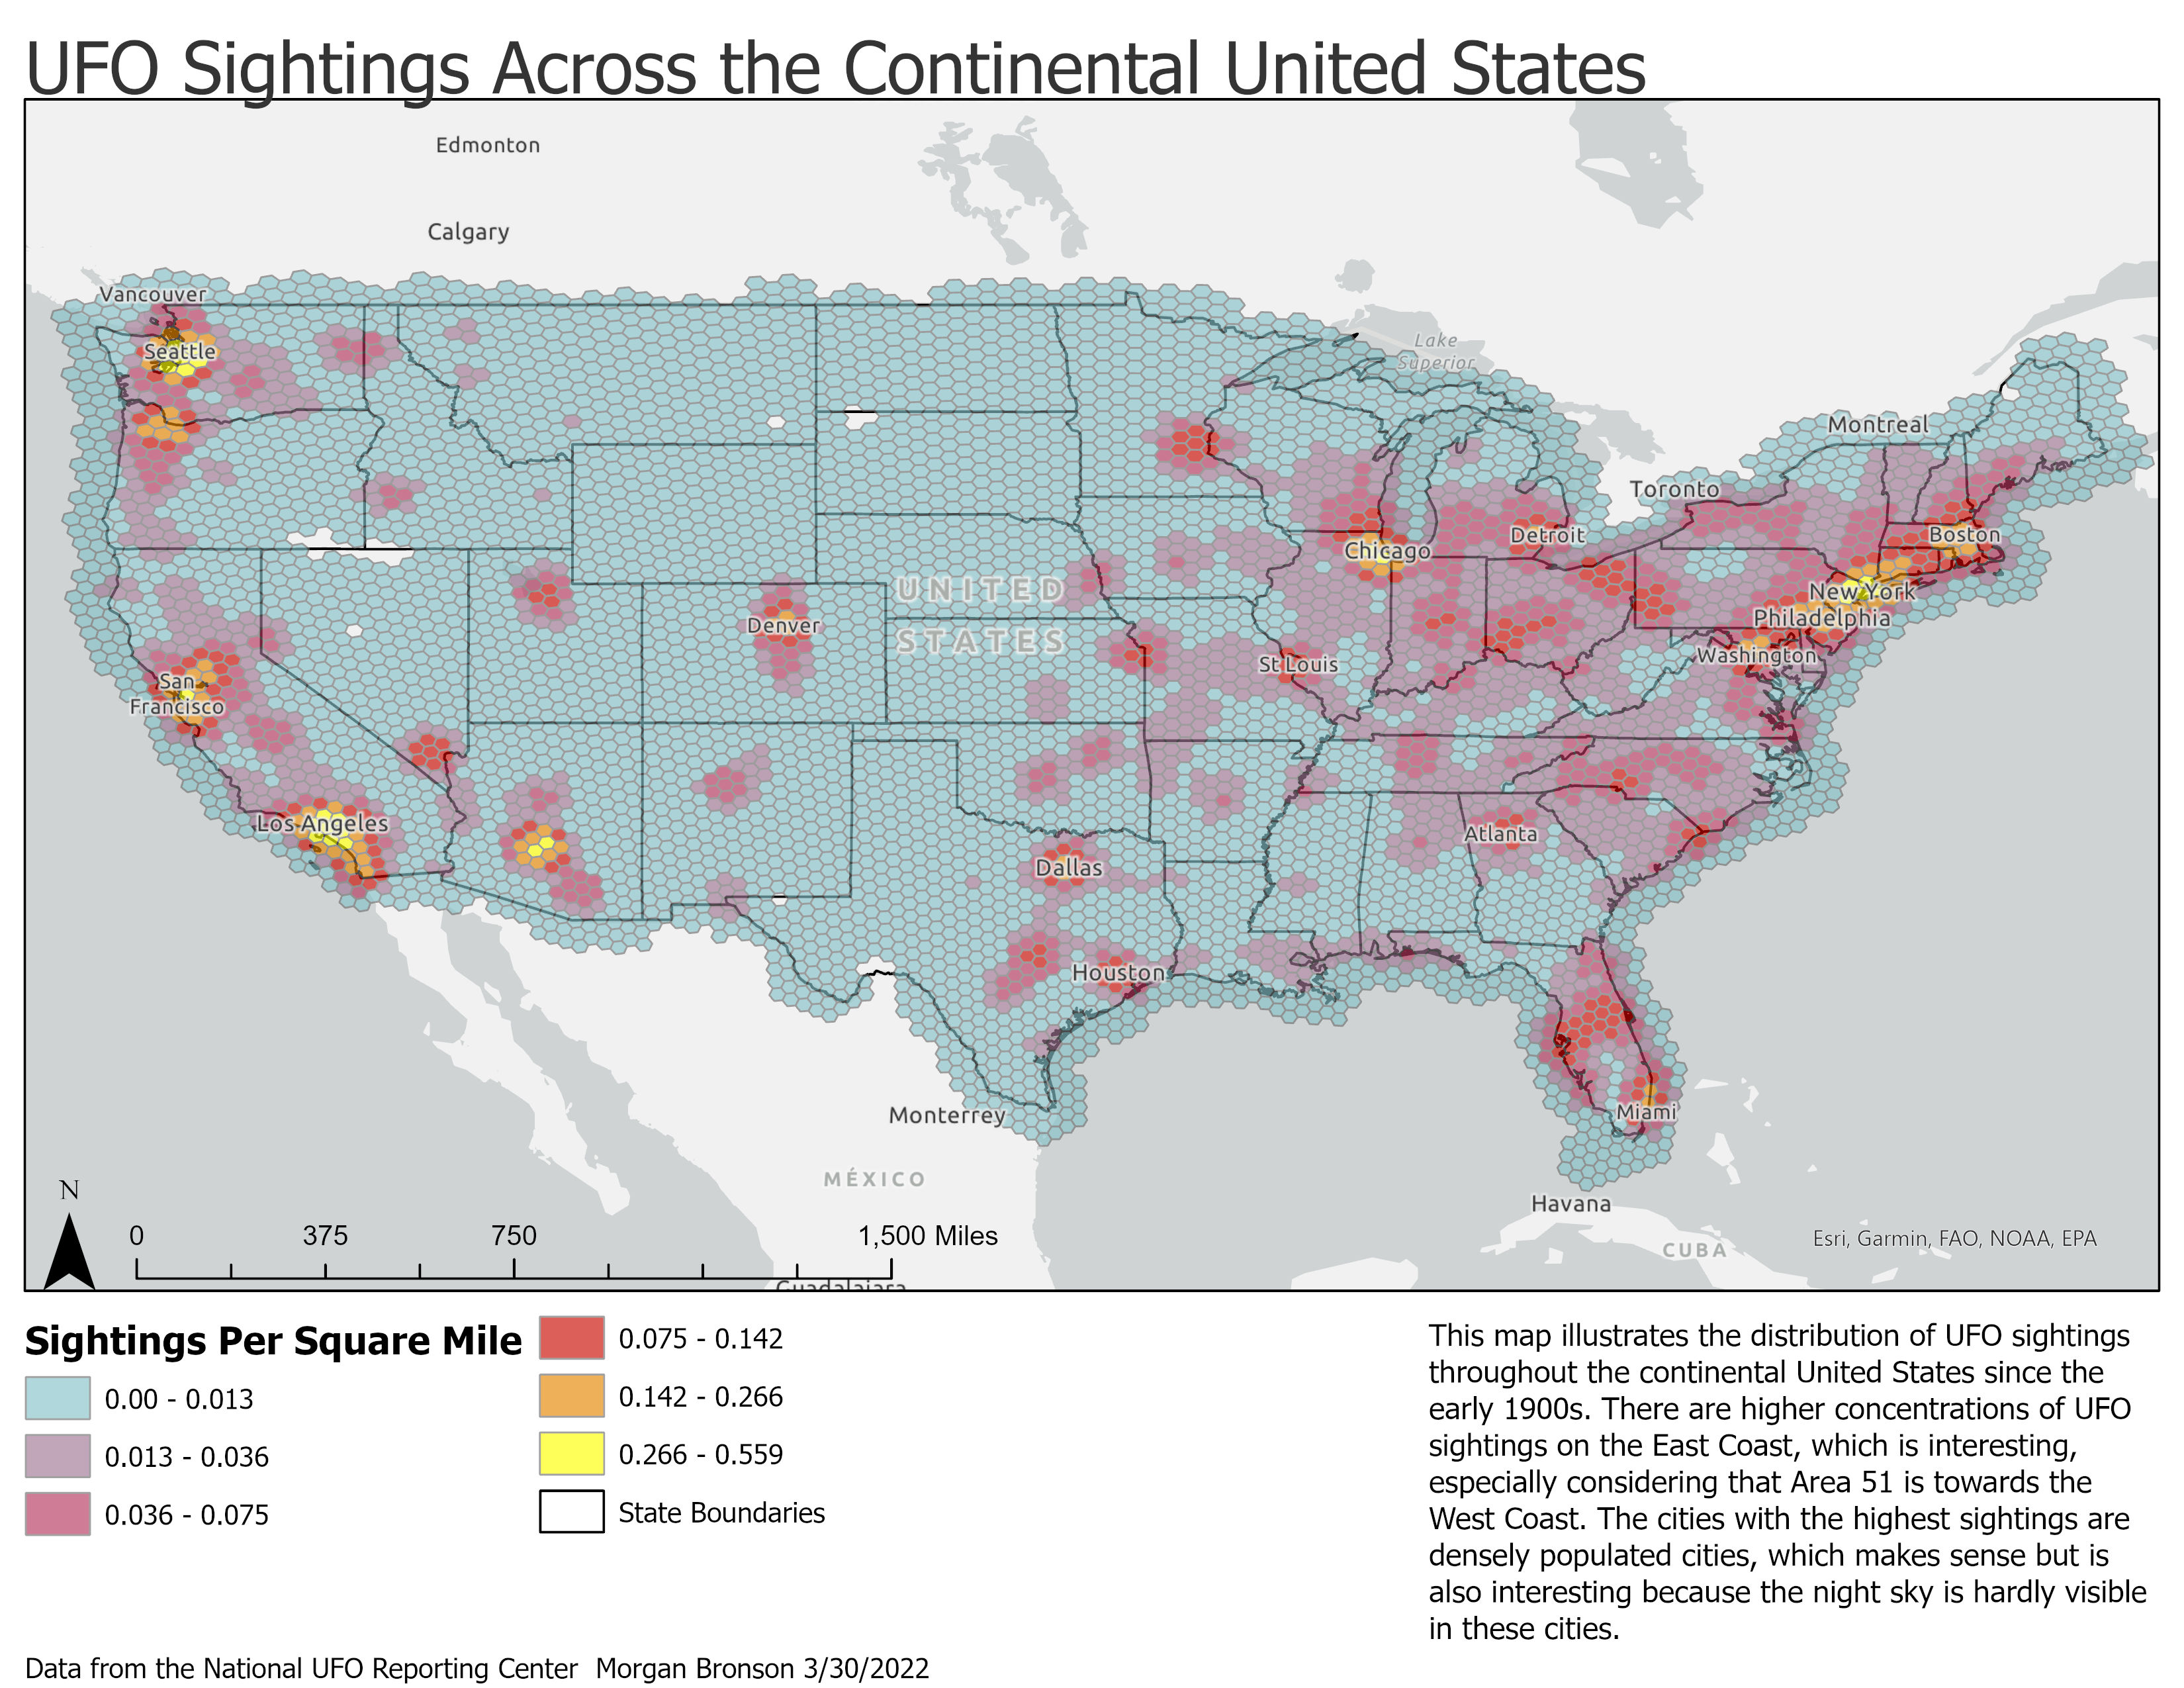 UFO Sightings Across the Continental United States
Edmonton
Calgary
Vancouver
Seattle
Lake
Superior
Montreal
Toronto
Boston
Detroit
Chicago
New York
Philadelphia
Washington
UNITED
STATES
Denver
St Louis
San
Francisco
Los Angeles
Atlanta
Dallas
Houston
Miami
Monterrey
MÉXICO
Havana
CUBA
Guadalajara
N
0 375 750 1,500 Miles
Esri, Garmin, FAO, NOAA, EPA
Sightings Per Square Mile
0.00 - 0.013
0.013 - 0.036
0.036 - 0.075
0.075 - 0.142
0.142 - 0.266
0.266 - 0.559
State Boundaries
This map illustrates the distribution of UFO sightings
throughout the continental United States since the
early 1900s. There are higher concentrations of UFO
sightings on the East Coast, which is interesting,
especially considering that Area 51 is towards the
West Coast. The cities with the highest sightings are
densely populated cities, which makes sense but is
also interesting because the night sky is hardly visible
in these cities.
Data from the National UFO Reporting Center Morgan Bronson 3/30/2022